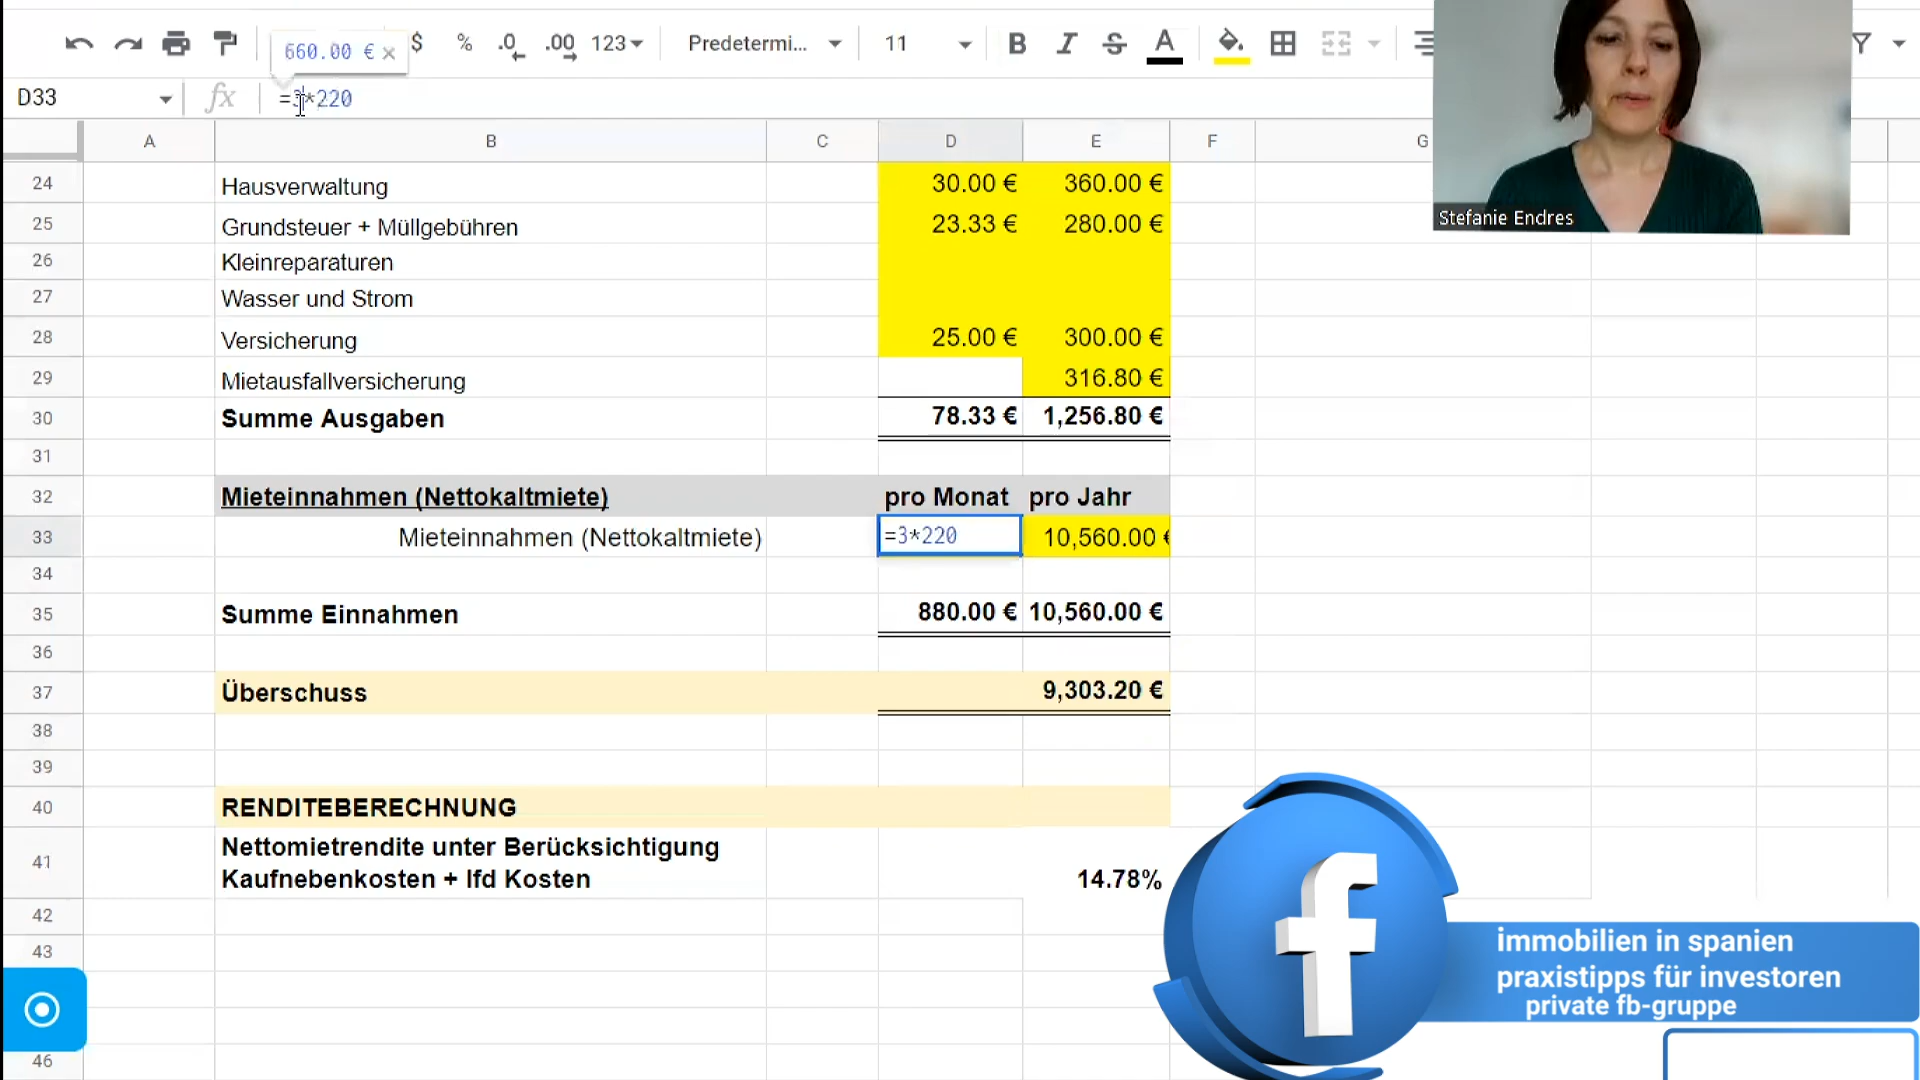 660.00 € ×
$ % .0 .00 123 Predetermi... 11 B I S A
D33 fx =3*220
A B C D E F G
24 Hausverwaltung 30.00 € 360.00 €
25 Grundsteuer + Müllgebühren 23.33 € 280.00 €
26 Kleinreparaturen
27 Wasser und Strom
28 Versicherung 25.00 € 300.00 €
29 Mietausfallversicherung 316.80 €
30 Summe Ausgaben 78.33 € 1,256.80 €
31
32 Mieteinnahmen (Nettokaltmiete) pro Monat pro Jahr
33 Mieteinnahmen (Nettokaltmiete) =3*220 10,560.00 €
34
35 Summe Einnahmen 880.00 € 10,560.00 €
36
37 Überschuss 9,303.20 €
38
39
40 RENDITEBERECHNUNG
41 Nettomietrendite unter Berücksichtigung
Kaufnebenkosten + lfd Kosten 14.78%
42
43
46
Stefanie Endres
f
immobilien in spanien
praxistipps für investoren
private fb-gruppe